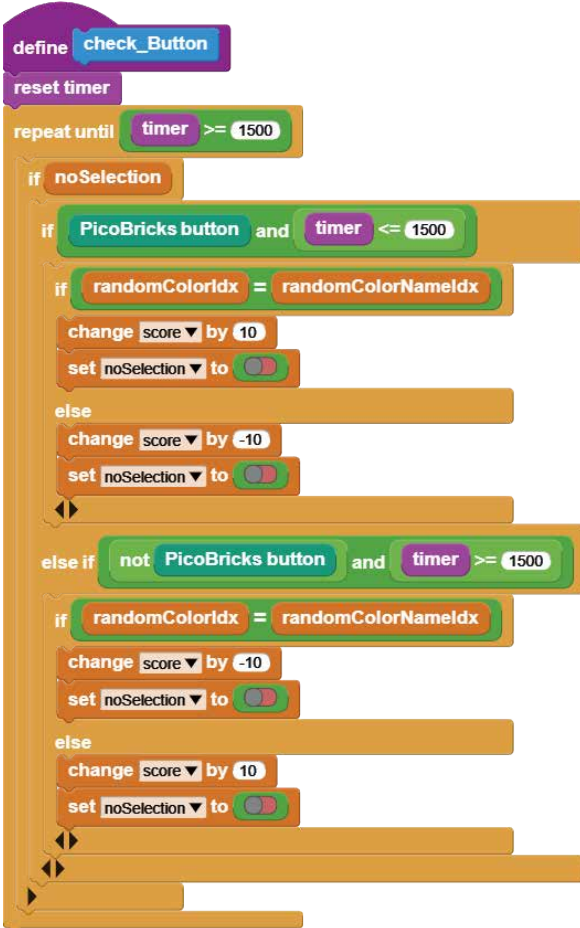 define check_Button
reset timer
repeat until timer >= 1500
if noSelection
if PicoBricks button and timer <= 1500
if randomColorIdx = randomColorNameIdx
change score by 10
set noSelection to
else
change score by -10
set noSelection to
else if not PicoBricks button and timer >= 1500
if randomColorIdx = randomColorNameIdx
change score by -10
set noSelection to
else
change score by 10
set noSelection to